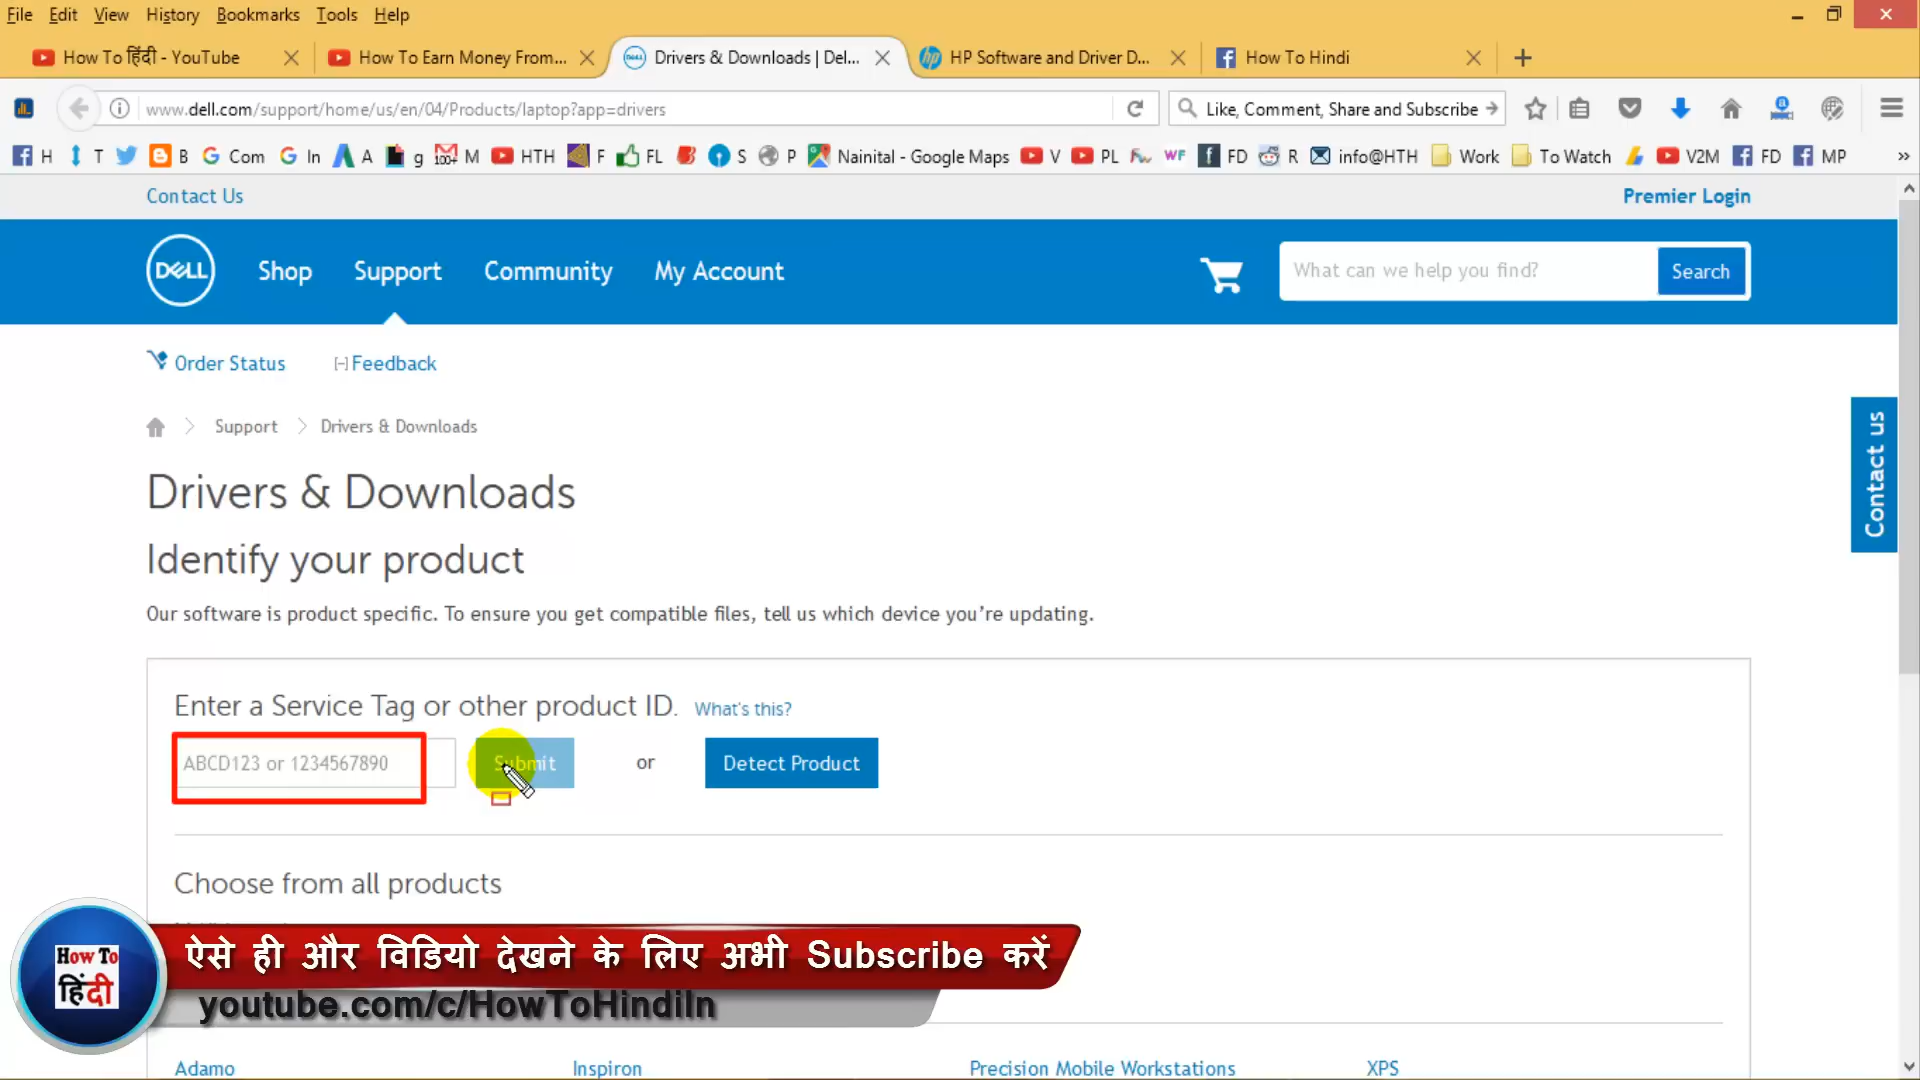 File Edit View History Bookmarks Tools Help
How To हिंदी - YouTube How To Earn Money From... Drivers & Downloads | Del... HP Software and Driver D... How To Hindi
www.dell.com/support/home/us/en/04/Products/laptop?app=drivers Like, Comment, Share and Subscribe
H T B Com In A g M HTH F FL S P Nainital - Google Maps V PL WF FD R info@HTH Work To Watch V2M FD MP
Contact Us Premier Login
DELL Shop Support Community My Account What can we help you find? Search
Order Status [-] Feedback
Support Drivers & Downloads
Contact us
Drivers & Downloads
Identify your product
Our software is product specific. To ensure you get compatible files, tell us which device you’re updating.
Enter a Service Tag or other product ID. What's this?
ABCD123 or 1234567890 Submit or Detect Product
Choose from all products
How To
हिंदी
ऐसे ही और विडियो देखने के लिए अभी Subscribe करें
youtube.com/c/HowToHindiIn
Adamo Inspiron Precision Mobile Workstations XPS